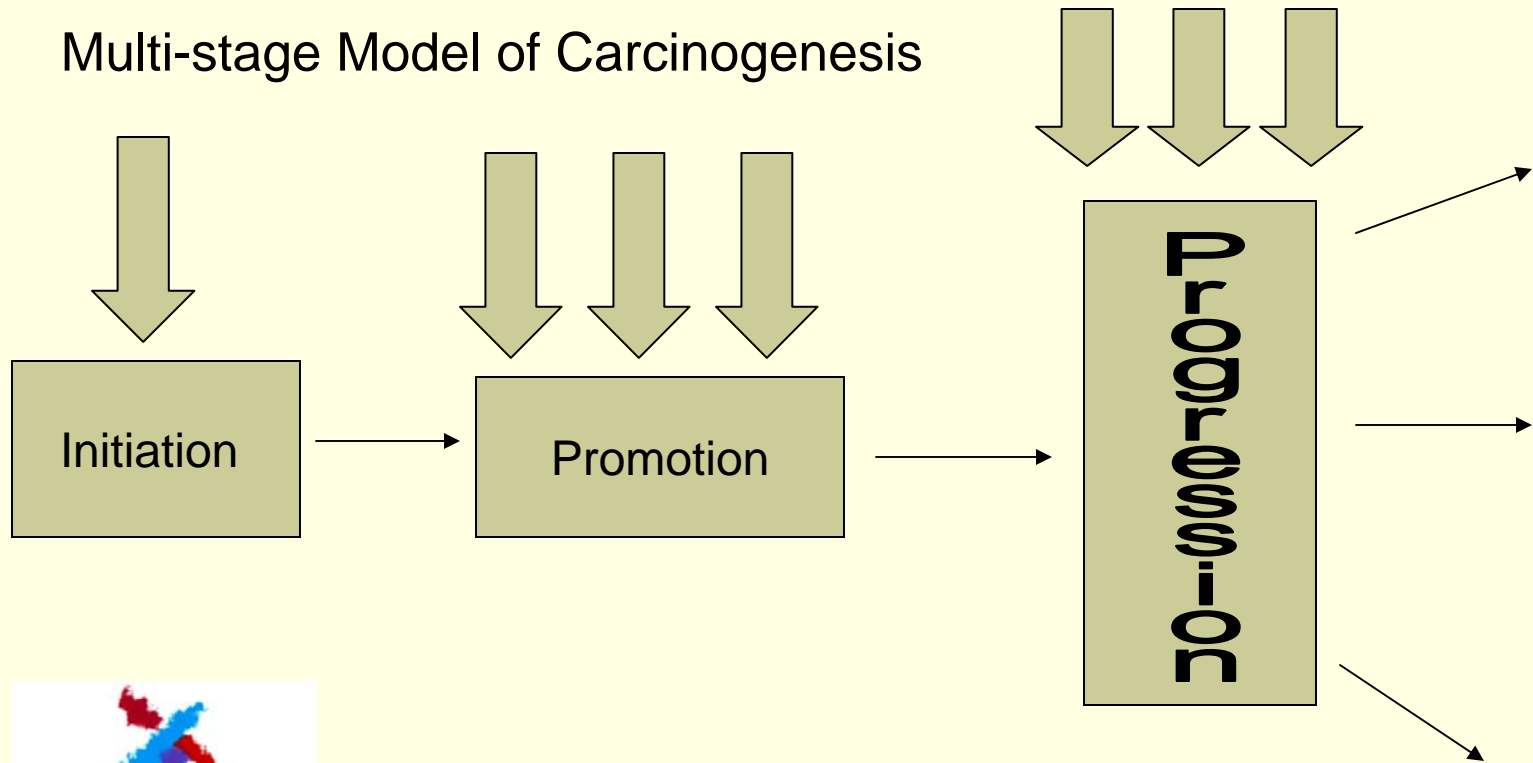 Multi-stage Model of Carcinogenesis
Initiation
Promotion
Progression